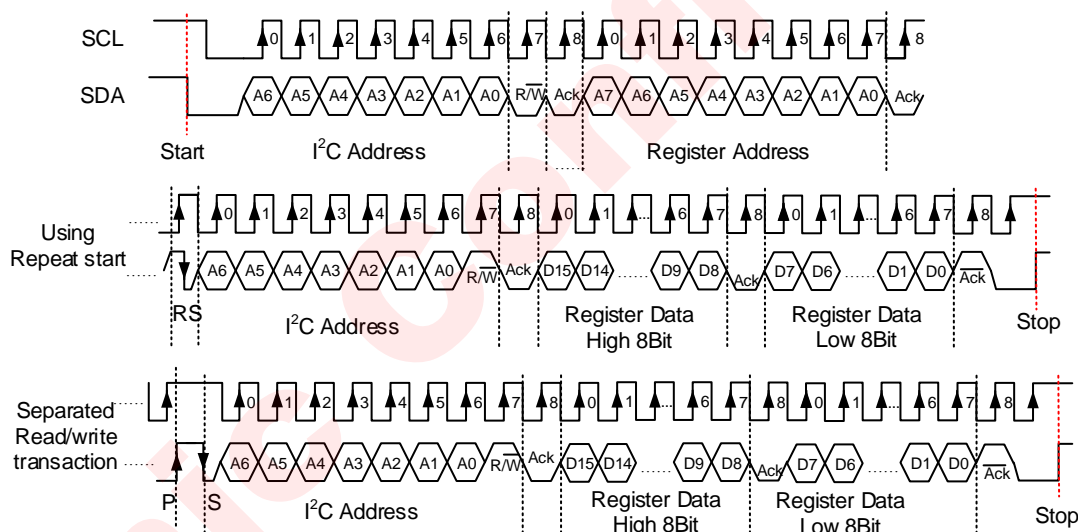 SCL 0 1 2 3 4 5 6 7 8 0 1 2 3 4 5 6 7 8
SDA A6 A5 A4 A3 A2 A1 A0 R/W Ack A7 A6 A5 A4 A3 A2 A1 A0 Ack
Start I²C Address Register Address
0 1 2 3 4 5 6 7 8 0 1 ... 6 7 8 0 1 ... 6 7 8
Using
Repeat start
A6 A5 A4 A3 A2 A1 A0 R/W Ack D15 D14 ...... D9 D8 Ack D7 D6 ...... D1 D0 Ack
RS I²C Address Register Data Register Data Stop
High 8Bit Low 8Bit
0 1 2 3 4 5 6 7 8 0 1 ... 6 7 8 0 1 ... 6 7 8
Separated
Read/write
transaction
A6 A5 A4 A3 A2 A1 A0 R/W Ack D15 D14 ...... D9 D8 Ack D7 D6 ...... D1 D0 Ack
P S I²C Address Register Data Register Data Stop
High 8Bit Low 8Bit